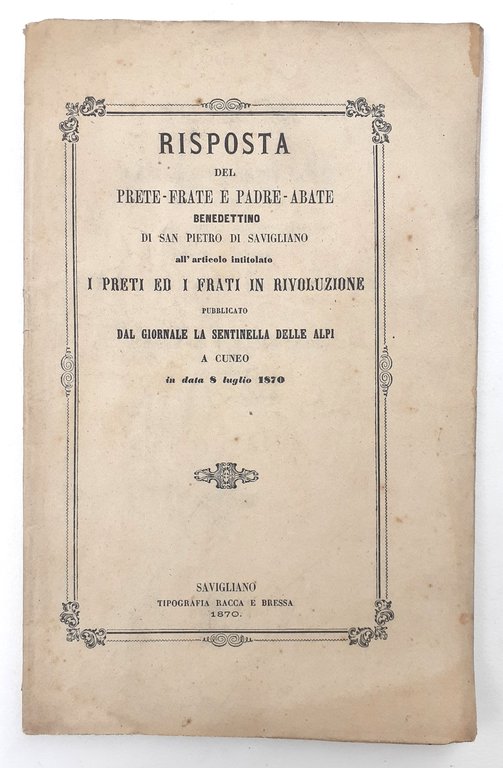 RISPOSTA
DEL
PRETE-FRATE E PADRE-ABATE
BENEDETTINO
DI SAN PIETRO DI SAVIGLIANO
all' articolo intitolato
I PRETI ED I FRATI IN RIVOLUZIONE
PUBBLICATO
DAL GIORNALE LA SENTINELLA DELLE ALPI
A CUNEO
in data 8 luglio 1870
SAVIGLIANO
TIPOGRAFIA RACCA E BRESSA
1870.